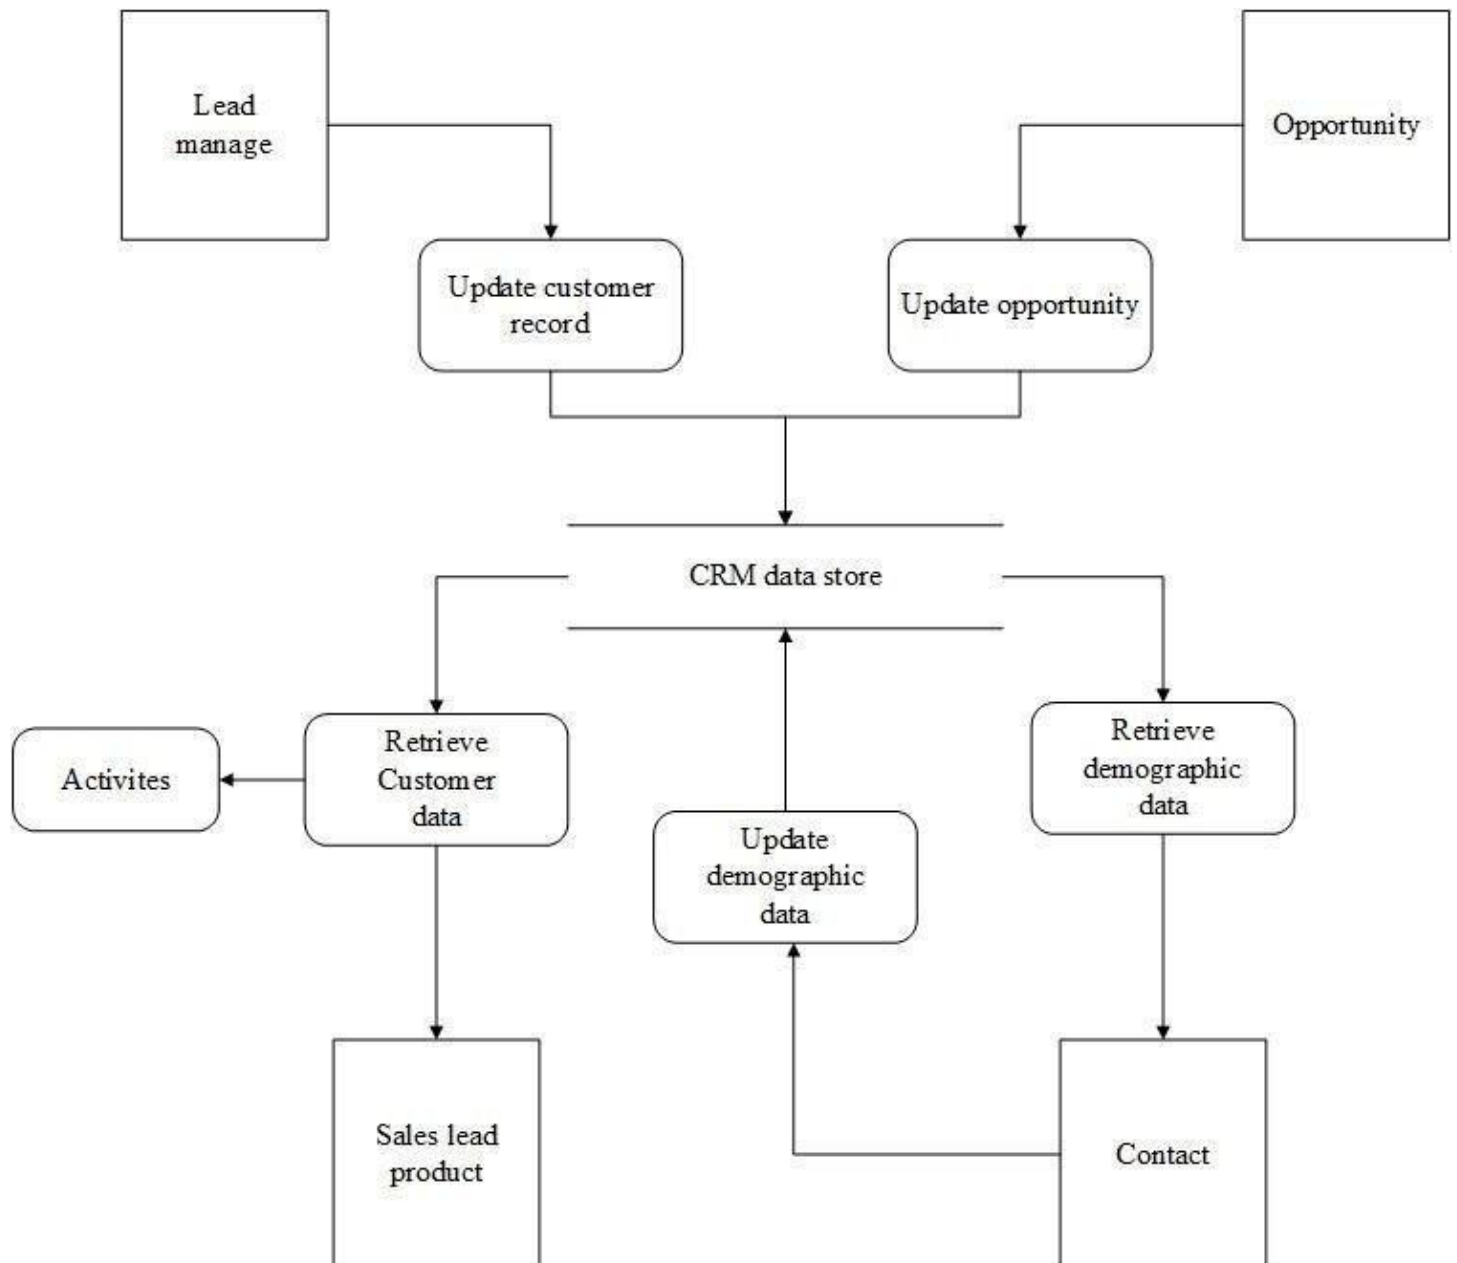 Lead
manage
Opportunity
Update customer
record
Update opportunity
CRM data store
Activites
Retrieve
Customer
data
Retrieve
demographic
data
Update
demographic
data
Sales lead
product
Contact